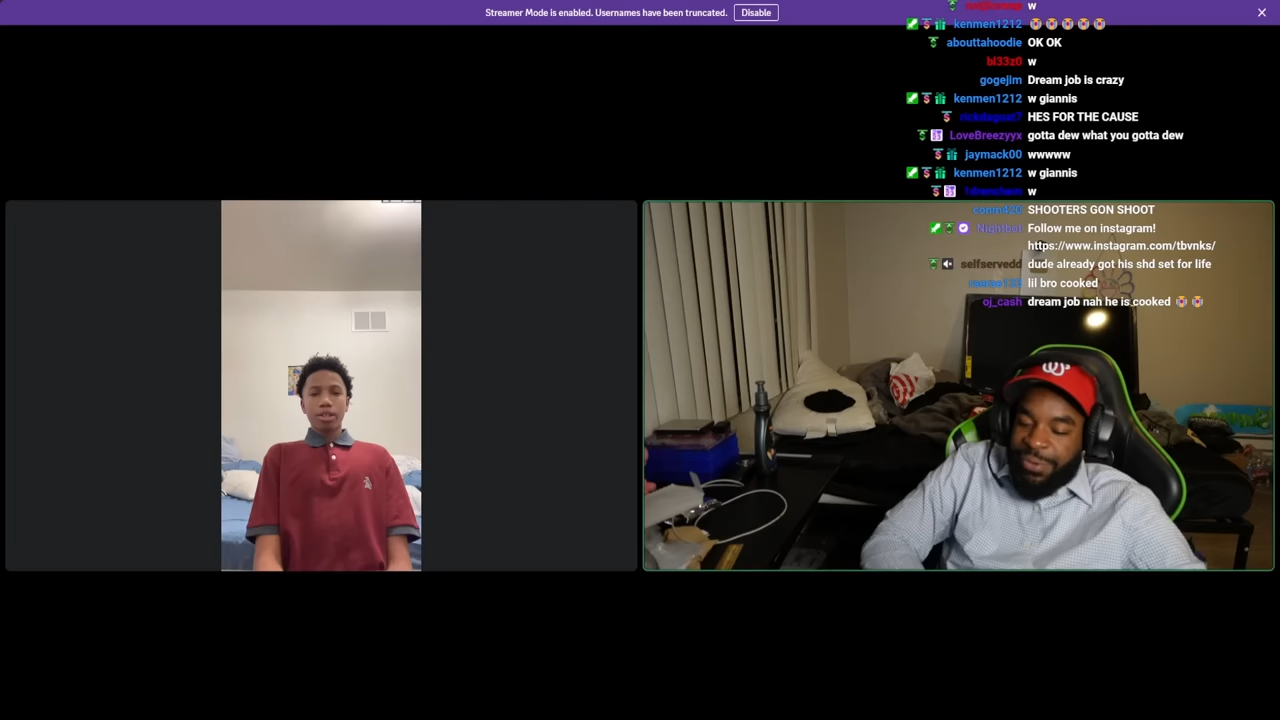 Streamer Mode is enabled. Usernames have been truncated. Disable
w
kenmen1212
abouttahoodie OK OK
bl33z0 w
gogejim Dream job is crazy
kenmen1212 w giannis
HES FOR THE CAUSE
LoveBreezyyx gotta dew what you gotta dew
jaymack00 wwwww
kenmen1212 w giannis
w
SHOOTERS GON SHOOT
Nightbot Follow me on instagram!
https://www.instagram.com/tbvnks/
selfservedd dude already got his shd set for life
lil bro cooked
oj_cash dream job nah he is cooked